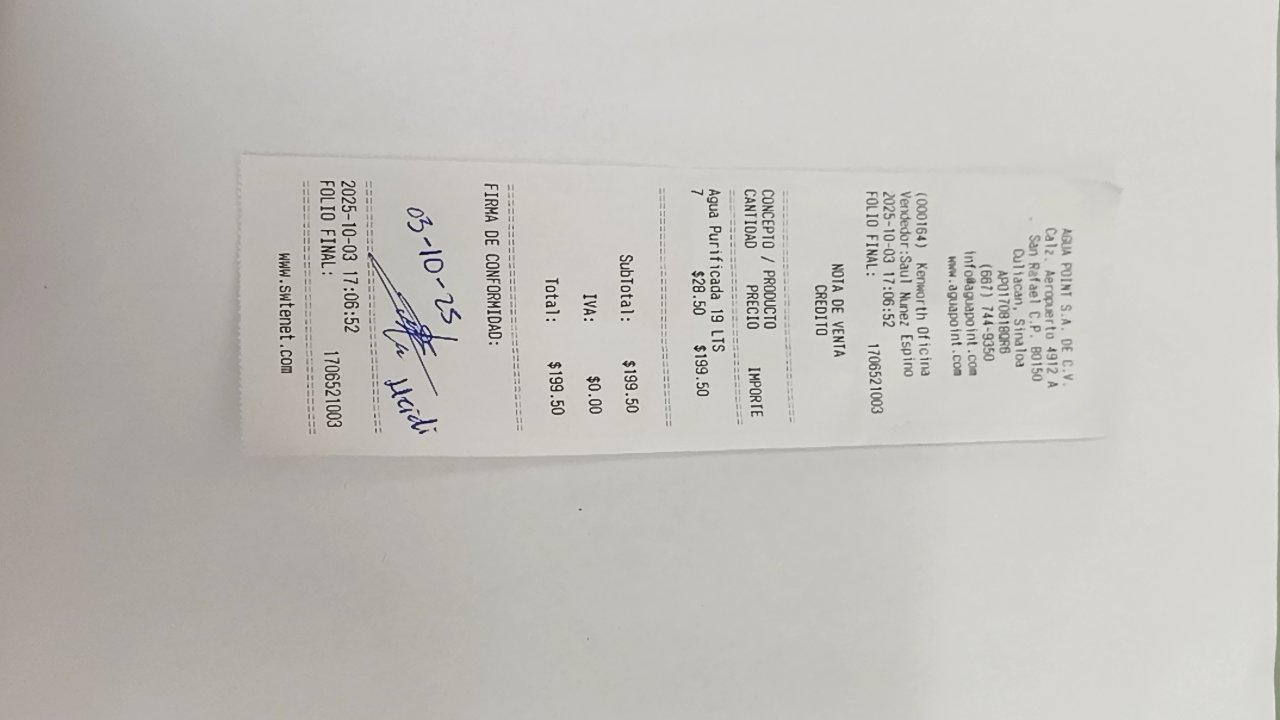 AGUA POINT S.A. DE C.V.
Calz. Aeropuerto 4912 A
San Rafael C.P. 80150
Culiacan, Sinaloa
APO170818QR6
(667) 744-9350
info@aguapoint.com
www.aguapoint.com
(000164) Kenworth Oficina
Vendedor:Saul Nunez Espino
2025-10-03 17:06:52
FOLIO FINAL: 1706521003
NOTA DE VENTA
CREDITO
CONCEPTO / PRODUCTO
CANTIDAD PRECIO IMPORTE
Agua Purificada 19 LTS
7 $28.50 $199.50
SubTotal: $199.50
IVA: $0.00
Total: $199.50
FIRMA DE CONFORMIDAD:
03-10-25
Heidi
2025-10-03 17:06:52
FOLIO FINAL: 1706521003
www.swtenet.com